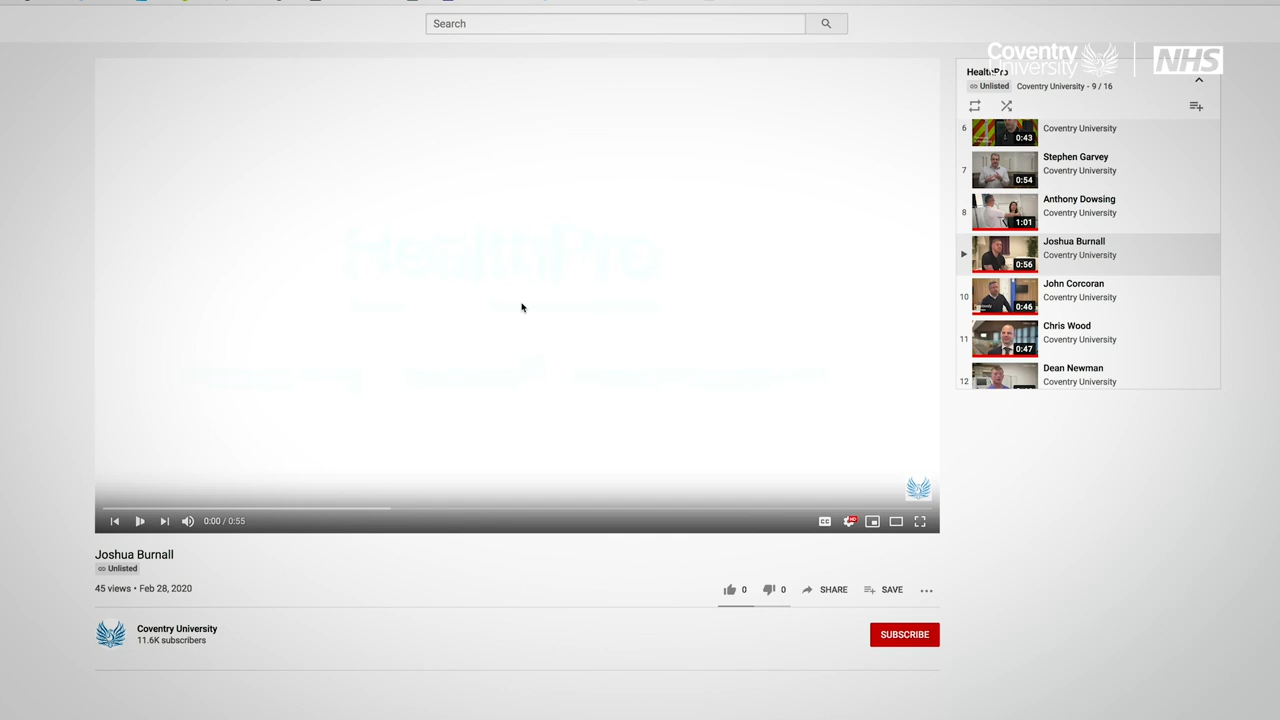 Search
Coventry
University
NHS
HealthPro
Unlisted
Coventry University - 9 / 16
6
Coventry University
0:43
7
Stephen Garvey
Coventry University
0:54
8
Anthony Dowsing
Coventry University
1:01
Joshua Burnall
Coventry University
0:56
10
John Corcoran
Coventry University
0:46
11
Chris Wood
Coventry University
0:47
12
Dean Newman
Coventry University
0:00 / 0:55
CC
HD
Joshua Burnall
Unlisted
45 views • Feb 28, 2020
0
0
SHARE
SAVE
Coventry University
11.6K subscribers
SUBSCRIBE